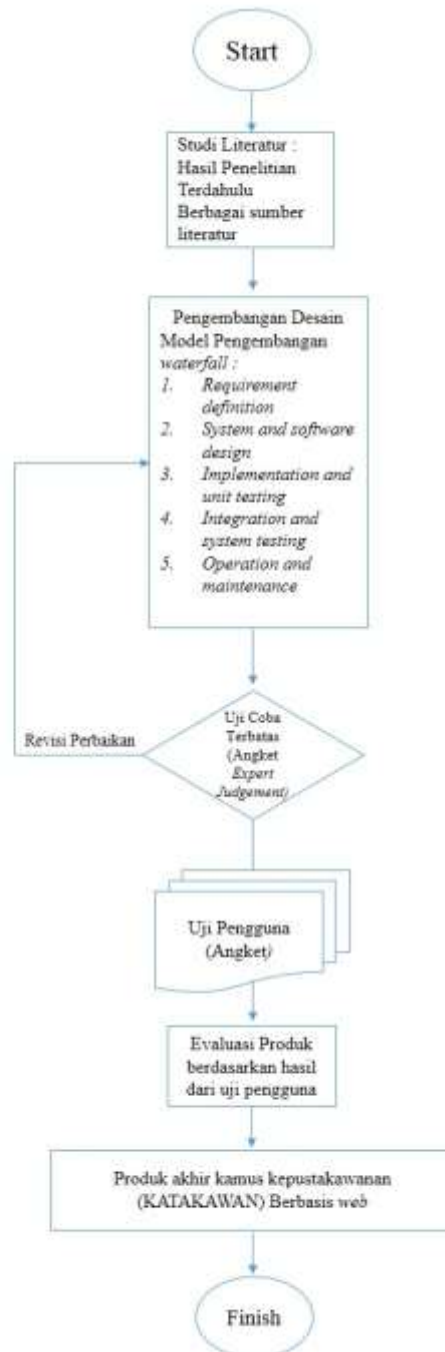 Start
Studi Literatur :
Hasil Penelitian
Terdahulu
Berbagai sumber
literatur
Pengembangan Desain
Model Pengembangan
waterfall :
1. Requirement
definition
2. System and software
design
3. Implementation and
unit testing
4. Integration and
system testing
5. Operation and
maintenance
Revisi Perbaikan
Uji Coba
Terbatas
(Angket
Expert
Judgement)
Uji Pengguna
(Angket)
Evaluasi Produk
berdasarkan hasil
dari uji pengguna
Produk akhir kamus kepustakawanan
(KATAKAWAN) Berbasis web
Finish